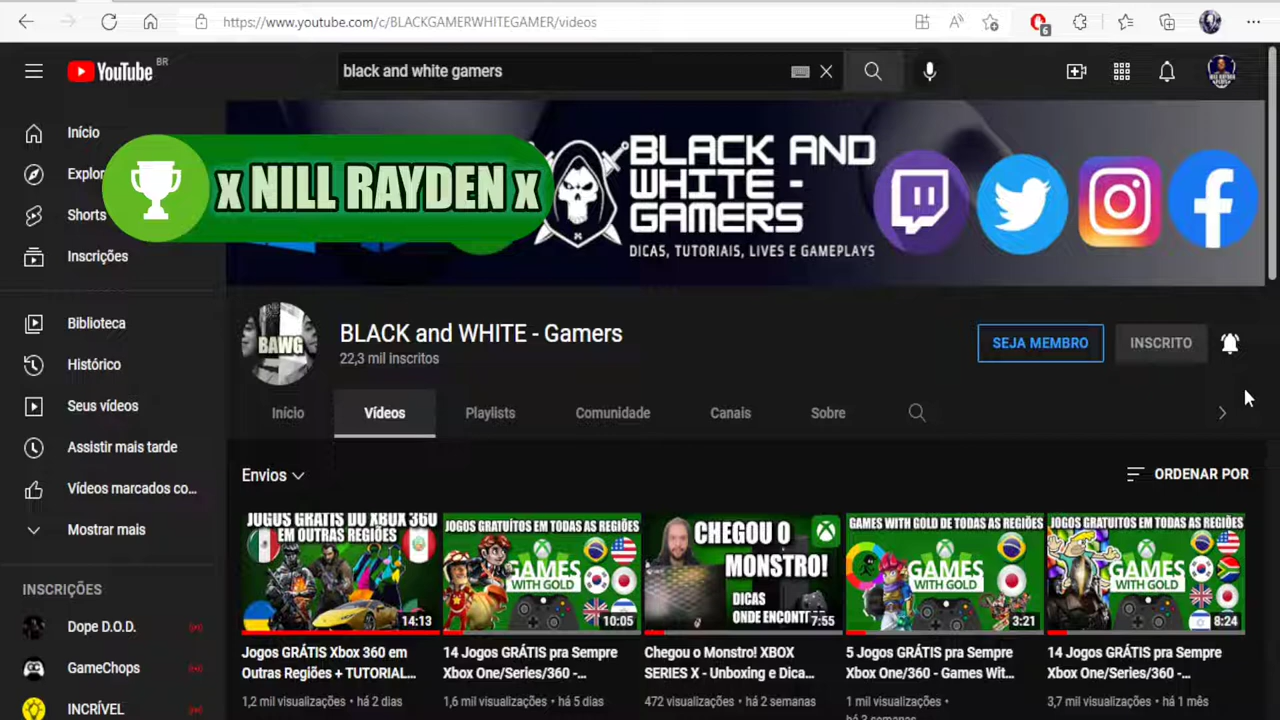 https://www.youtube.com/c/BLACKGAMERWHITEGAMER/videos
6
YouTube BR
black and white gamers
Início
Explor
Shorts
Inscrições
Biblioteca
Histórico
Seus vídeos
Assistir mais tarde
Vídeos marcados co...
Mostrar mais
INSCRIÇÕES
Dope D.O.D.
GameChops
INCRÍVEL
x NILL RAYDEN x
BLACK AND
WHITE -
GAMERS
DICAS, TUTORIAIS, LIVES E GAMEPLAYS
BAWG
BLACK and WHITE - Gamers
22,3 mil inscritos
SEJA MEMBRO
INSCRITO
Início
Vídeos
Playlists
Comunidade
Canais
Sobre
Envios
ORDENAR POR
JOGOS GRÁTIS DO XBOX 360
EM OUTRAS REGIÕES
14:13
Jogos GRÁTIS Xbox 360 em
Outras Regiões + TUTORIAL...
1,2 mil visualizações • há 2 dias
JOGOS GRATUÍTOS EM TODAS AS REGIÕES
GAMES
WITH GOLD
10:05
14 Jogos GRÁTIS pra Sempre
Xbox One/Series/360 -...
1,6 mil visualizações • há 5 dias
CHEGOU O
MONSTRO!
DICAS
ONDE ENCONT
7:55
Chegou o Monstro! XBOX
SERIES X - Unboxing e Dica...
472 visualizações • há 2 semanas
GAMES WITH GOLD DE TODAS AS REGIÕES
GAMES
WITH GOLD
3:21
5 Jogos GRÁTIS pra Sempre
Xbox One/360 - Games Wit...
1 mil visualizações •
há 3 semanas
JOGOS GRATUITOS EM TODAS AS REGIÕES
GAMES
WITH GOLD
8:24
14 Jogos GRÁTIS pra Sempre
Xbox One/Series/360 -...
3,7 mil visualizações • há 1 mês